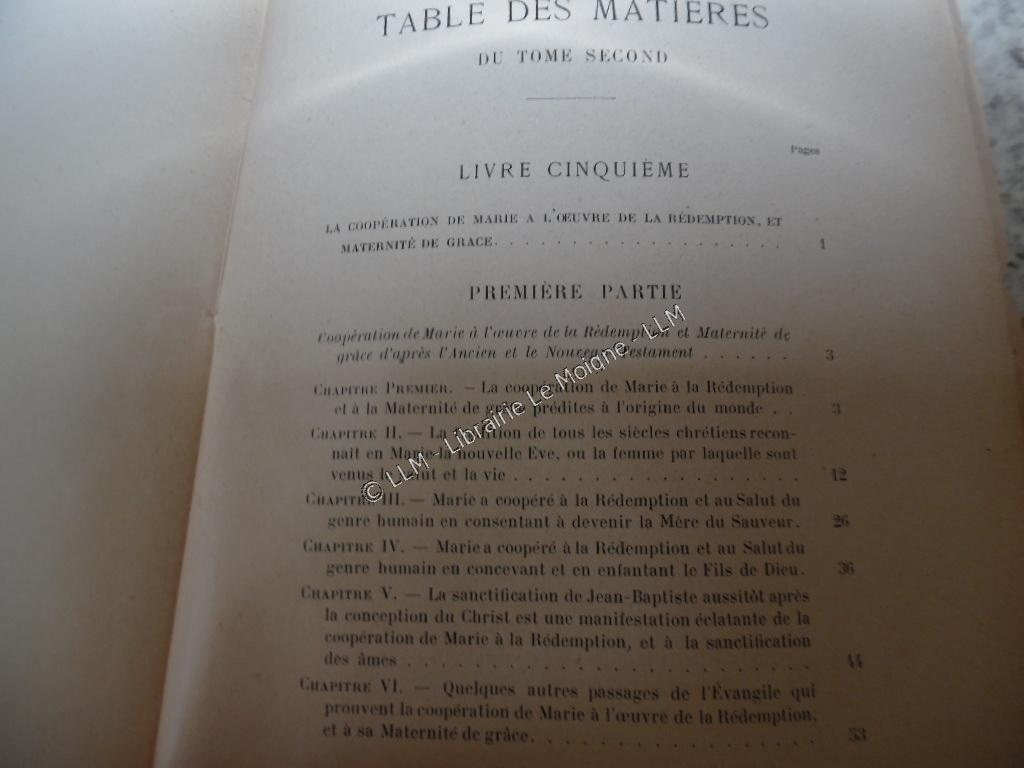 TABLE DES MATIÈRES
DU TOME SECOND
Pages
LIVRE CINQUIÈME
LA COOPÉRATION DE MARIE A L'ŒUVRE DE LA RÉDEMPTION, ET
MATERNITÉ DE GRACE. . . . . . . . . . . . . . . . . . . 1
PREMIÈRE PARTIE
Coopération de Marie à l'œuvre de la Rédemption et Maternité de
grâce d'après l'Ancien et le Nouveau Testament . . . . . . 3
CHAPITRE PREMIER. — La coopération de Marie à la Rédemption
et à la Maternité de grâce prédites à l'origine du monde . . 3
CHAPITRE II. — La tradition de tous les siècles chrétiens recon-
naît en Marie la nouvelle Eve, ou la femme par laquelle sont
venus le salut et la vie . . . . . . . . . . . . . . . . . 12
CHAPITRE III. — Marie a coopéré à la Rédemption et au Salut du
genre humain en consentant à devenir la Mère du Sauveur. 26
CHAPITRE IV. — Marie a coopéré à la Rédemption et au Salut du
genre humain en concevant et en enfantant le Fils de Dieu. 36
CHAPITRE V. — La sanctification de Jean-Baptiste aussitôt après
la conception du Christ est une manifestation éclatante de la
coopération de Marie à la Rédemption, et à la sanctification
des âmes . . . . . . . . . . . . . . . . . . . . . . . 44
CHAPITRE VI. — Quelques autres passages de l'Évangile qui
prouvent la coopération de Marie à l'œuvre de la Rédemption,
et à sa Maternité de grâce. . . . . . . . . . . . . . . . 53
© LLM - Librairie Le Moigne - LLM